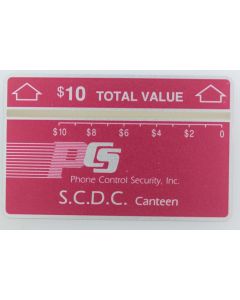 $10 TOTAL VALUE
$10 $8 $6 $4 $2 0
PCS
Phone Control Security, Inc.
S.C.D.C. Canteen